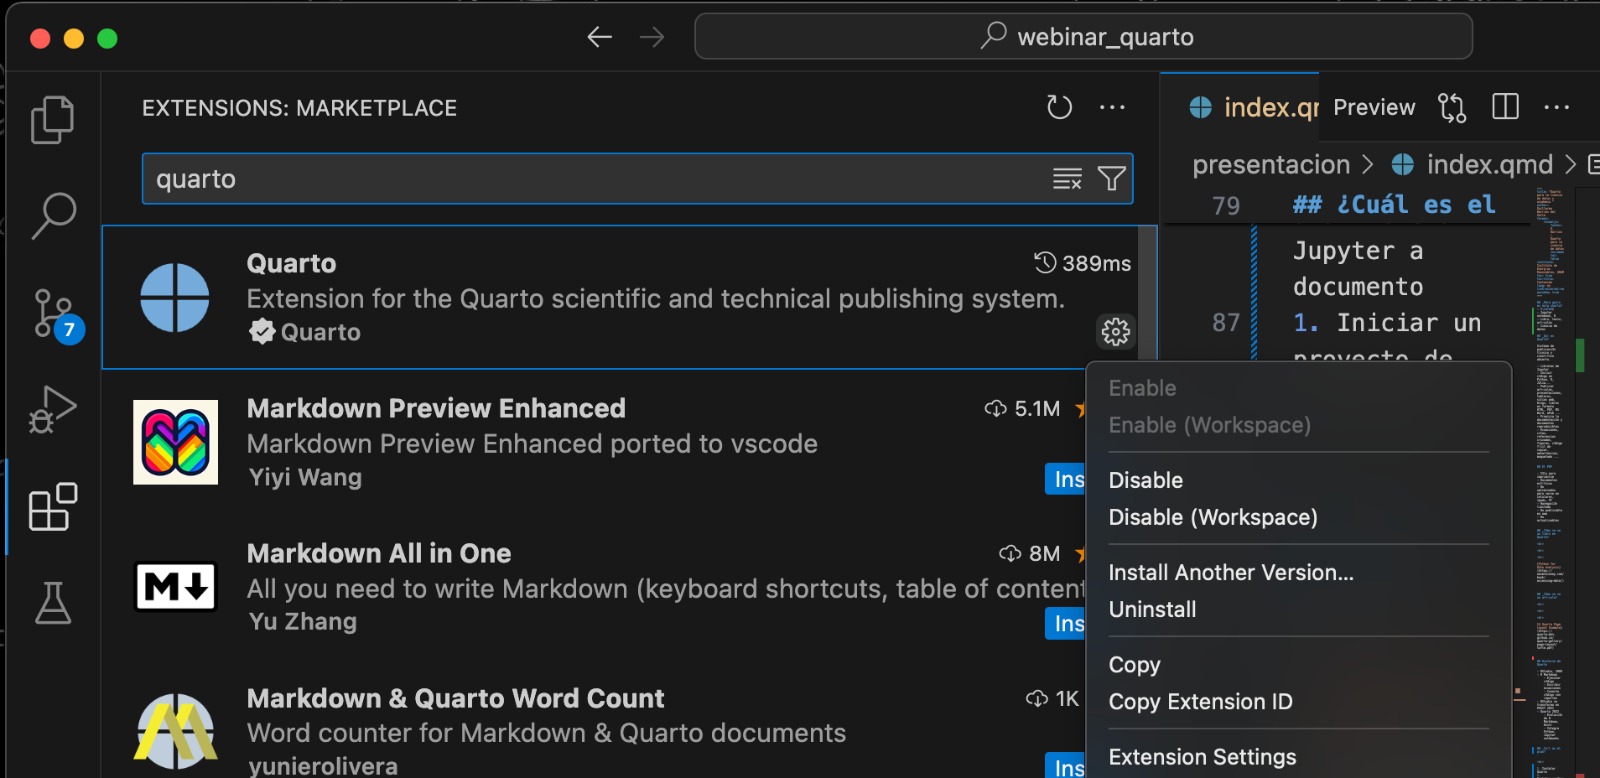 webinar_quarto
EXTENSIONS: MARKETPLACE
quarto
Quarto
389ms
Extension for the Quarto scientific and technical publishing system.
Quarto
Markdown Preview Enhanced
5.1M
Markdown Preview Enhanced ported to vscode
Yiyi Wang
Ins
M
Markdown All in One
8M
All you need to write Markdown (keyboard shortcuts, table of content
Yu Zhang
Ins
Markdown & Quarto Word Count
1K
Word counter for Markdown & Quarto documents
yunierolivera
Ins
7
index.qm
Preview
presentacion > index.qmd >
79 ## ¿Cuál es el
Jupyter a
documento
87 1. Iniciar un
proyecto de
Enable
Enable (Workspace)
Disable
Disable (Workspace)
Install Another Version...
Uninstall
Copy
Copy Extension ID
Extension Settings